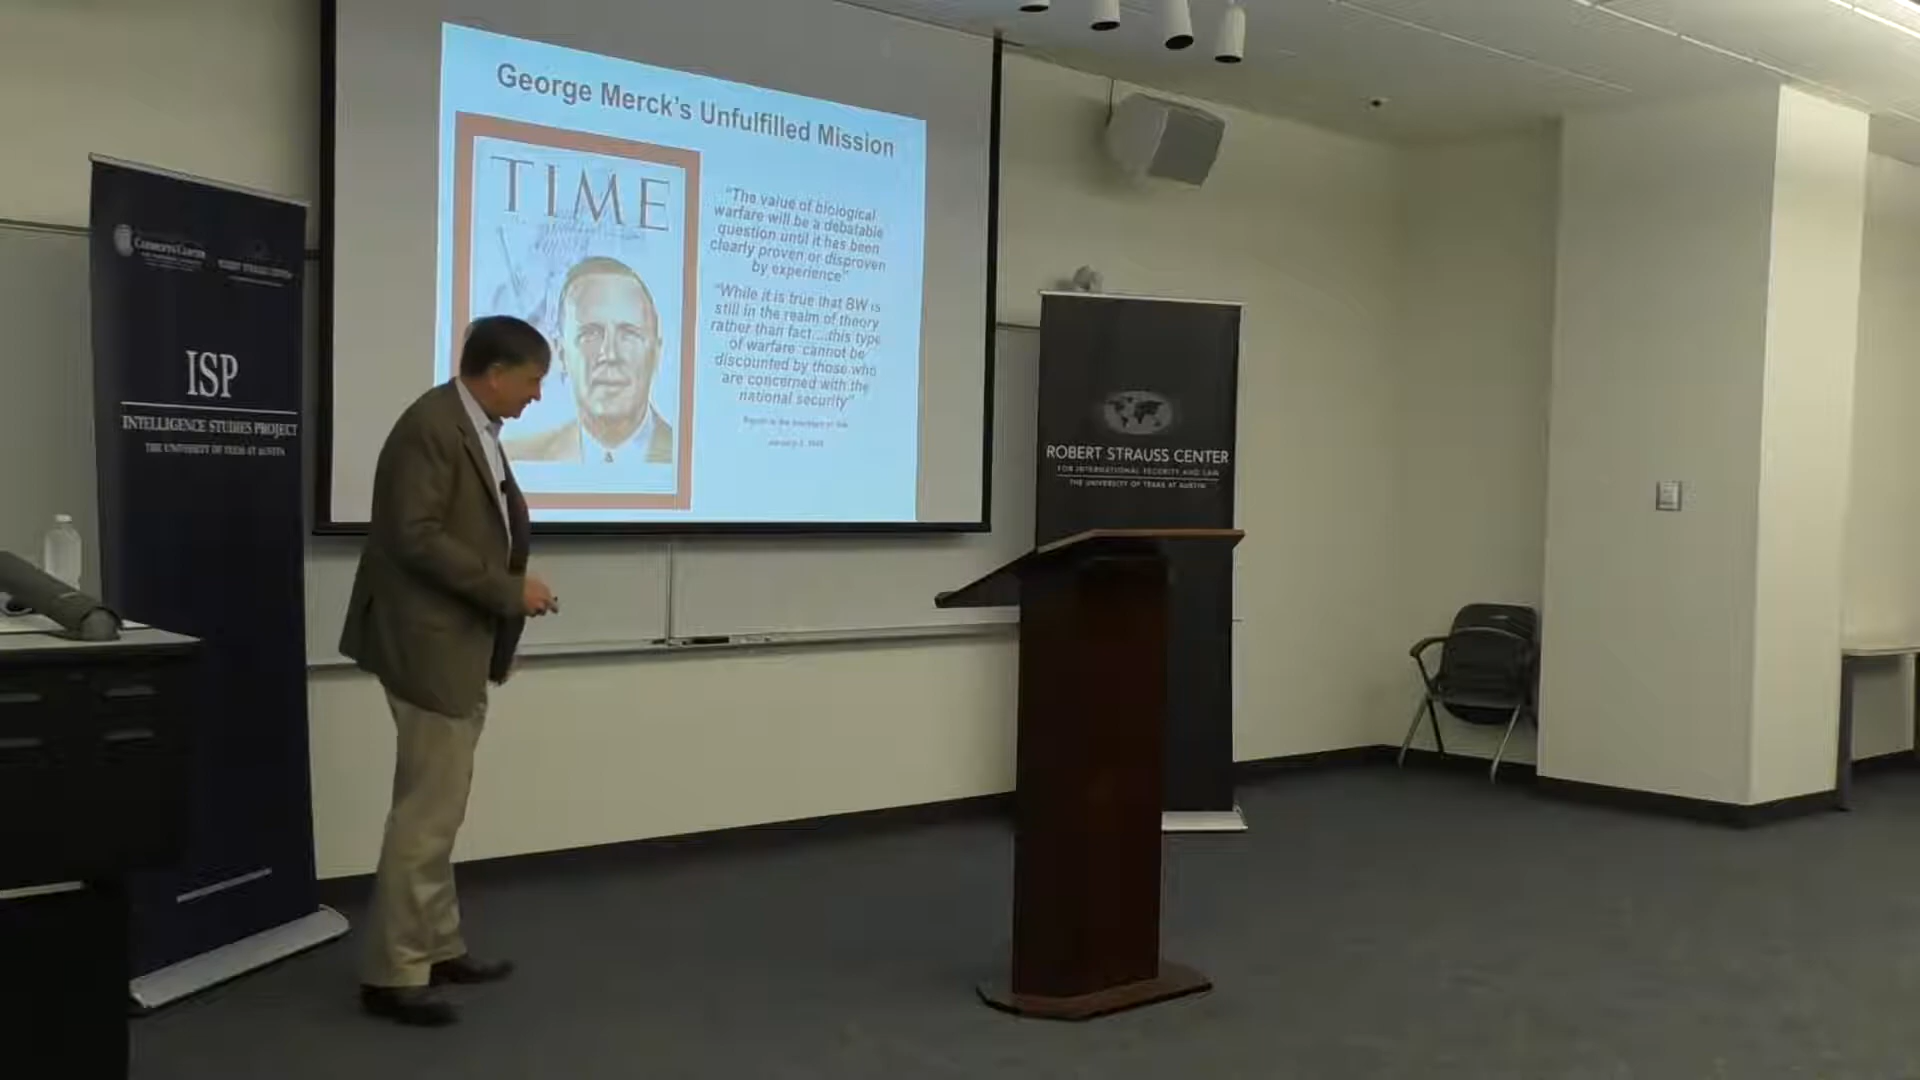 George Merck's Unfulfilled Mission
TIME
"The value of biological
warfare will be a debatable
question until it has been
clearly proven or disproven
by experience"
"While it is true that BW is
still in the realm of theory
rather than fact....this type
of warfare cannot be
discounted by those who
are concerned with the
national security"
ISP
INTELLIGENCE STUDIES PROJECT
THE UNIVERSITY OF TEXAS AT AUSTIN
ROBERT STRAUSS CENTER
ROBERT STRAUSS CENTER
FOR INTERNATIONAL SECURITY AND LAW
THE UNIVERSITY OF TEXAS AT AUSTIN